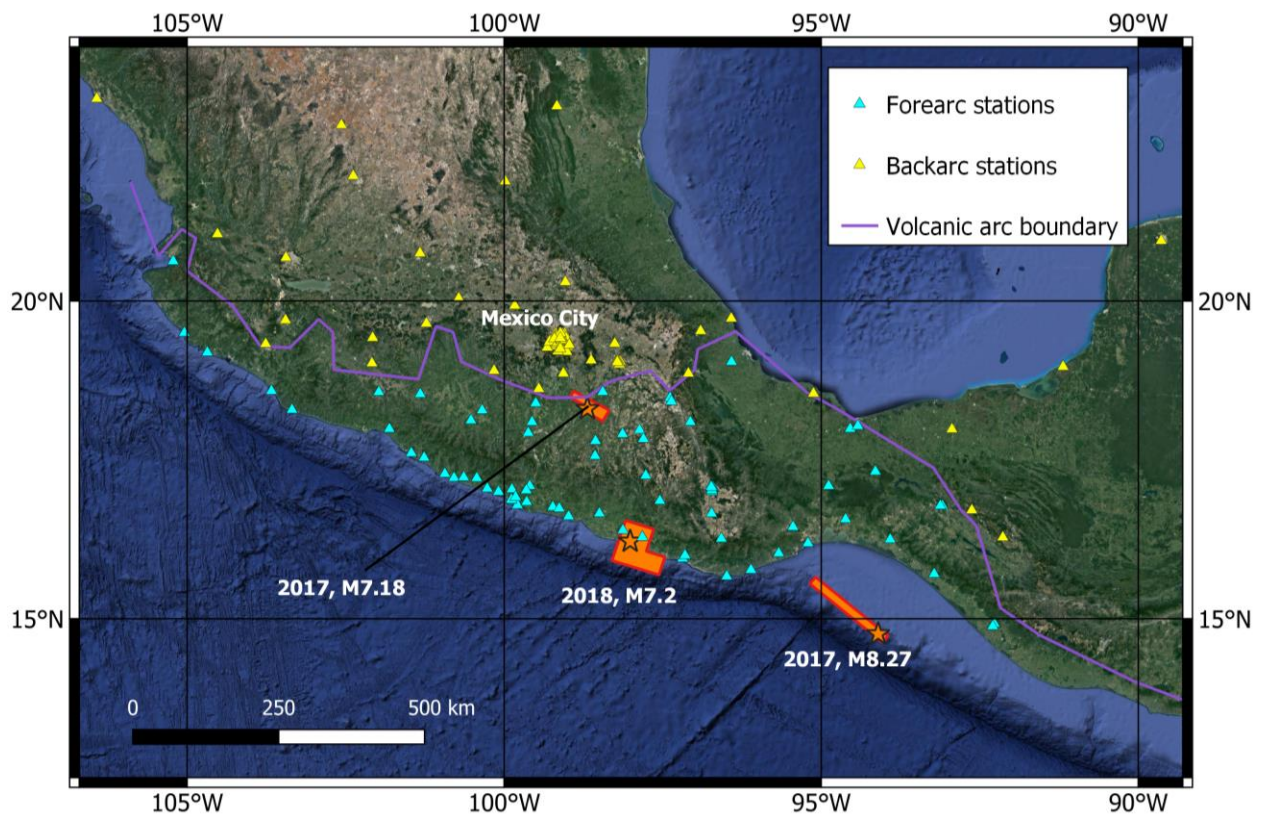 105°W 100°W 95°W 90°W
Forearc stations
Backarc stations
Volcanic arc boundary
20°N 20°N
Mexico City
2017, M7.18
2018, M7.2
15°N 15°N
2017, M8.27
0 250 500 km
105°W 100°W 95°W 90°W